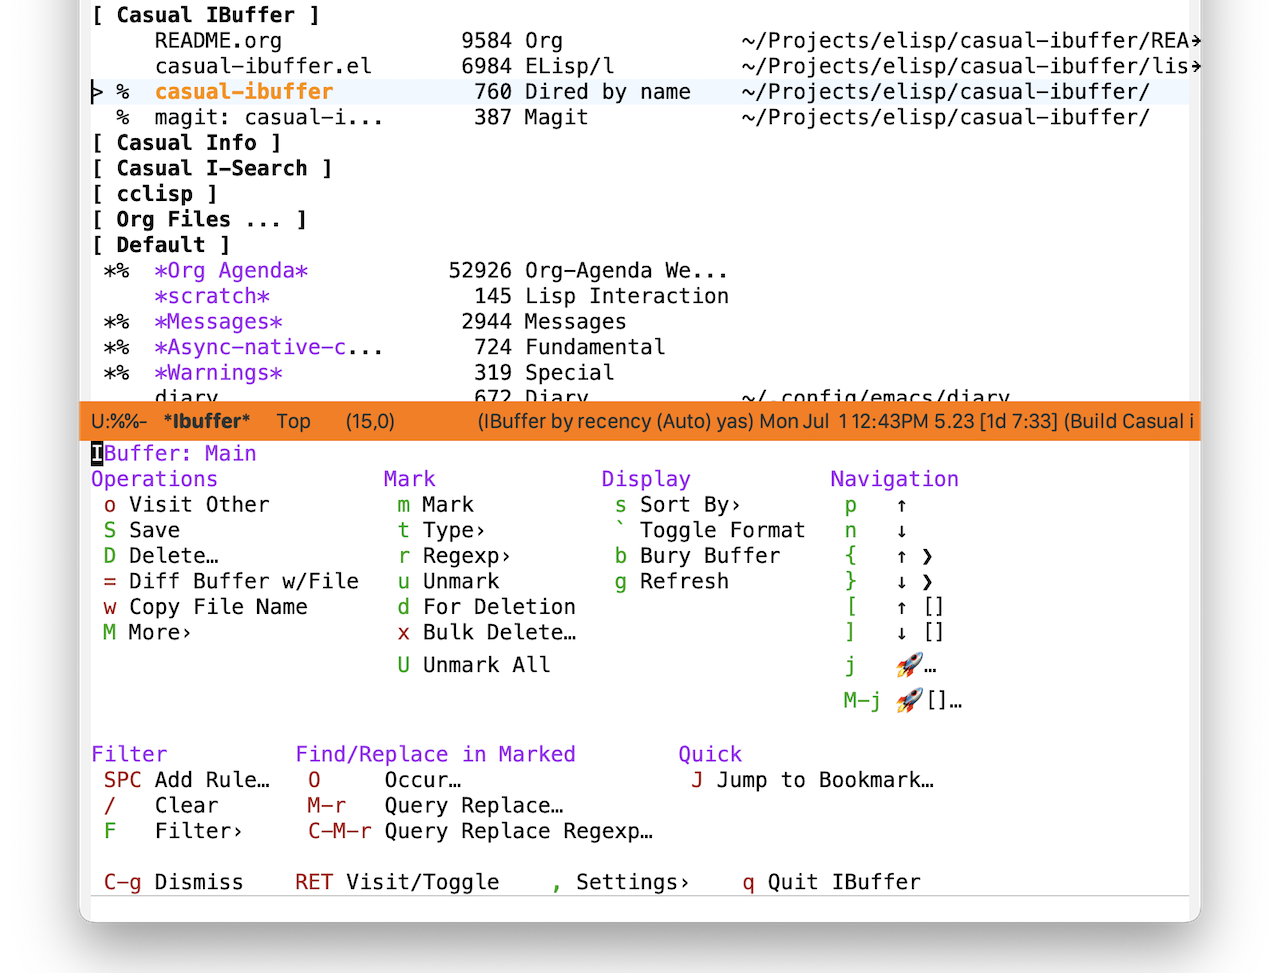 [ Casual IBuffer ]
README.org 9584 Org ~/Projects/elisp/casual-ibuffer/REA→
casual-ibuffer.el 6984 ELisp/l ~/Projects/elisp/casual-ibuffer/lis→
> % casual-ibuffer 760 Dired by name ~/Projects/elisp/casual-ibuffer/
% magit: casual-i... 387 Magit ~/Projects/elisp/casual-ibuffer/
[ Casual Info ]
[ Casual I-Search ]
[ cclisp ]
[ Org Files ... ]
[ Default ]
*% *Org Agenda* 52926 Org-Agenda We...
*scratch* 145 Lisp Interaction
*% *Messages* 2944 Messages
*% *Async-native-c... 724 Fundamental
*% *Warnings* 319 Special
diary 672 Diary ~/.config/emacs/diary
U:%%- *Ibuffer* Top (15,0) (IBuffer by recency (Auto) yas) Mon Jul 1 12:43PM 5.23 [1d 7:33] (Build Casual i
IBuffer: Main
Operations Mark Display Navigation
o Visit Other m Mark s Sort By› p ↑
S Save t Type› ` Toggle Format n ↓
D Delete… r Regexp› b Bury Buffer { ↑ ❯
= Diff Buffer w/File u Unmark g Refresh } ↓ ❯
w Copy File Name d For Deletion [ ↑ []
M More› x Bulk Delete… ] ↓ []
U Unmark All j 🚀…
M-j 🚀[]…
Filter Find/Replace in Marked Quick
SPC Add Rule… O Occur… J Jump to Bookmark…
/ Clear M-r Query Replace…
F Filter› C-M-r Query Replace Regexp…
C-g Dismiss RET Visit/Toggle , Settings› q Quit IBuffer